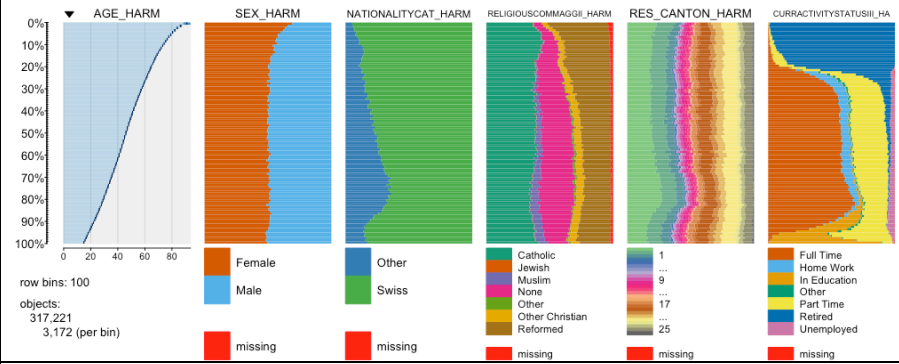 AGE_HARM SEX_HARM NATIONALITYCAT_HARM RELIGIOUSCOMMAGGII_HARM RES_CANTON_HARM CURRACTIVITYSTATUSIII_HA
0%
10%
20%
30%
40%
50%
60%
70%
80%
90%
100%
0 20 40 60 80
row bins: 100
objects:
317,221
3,172 (per bin)
Female
Male
missing
Other
Swiss
missing
Catholic
Jewish
Muslim
None
Other
Other Christian
Reformed
missing
1
...
9
...
17
...
25
missing
Full Time
Home Work
In Education
Other
Part Time
Retired
Unemployed
missing